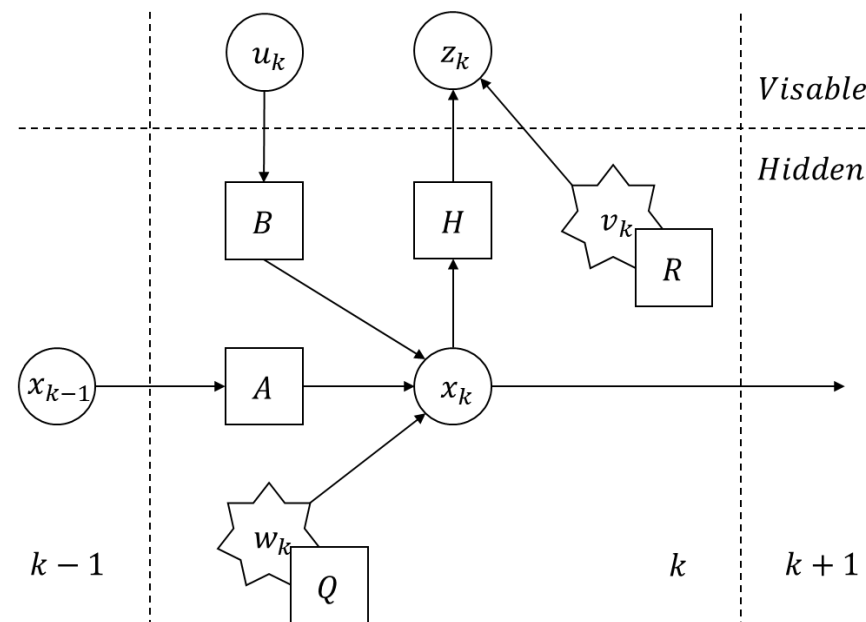 u_k
z_k
Visable
Hidden
B
H
v_k
R
x_{k-1}
A
x_k
w_k
Q
k − 1
k
k + 1